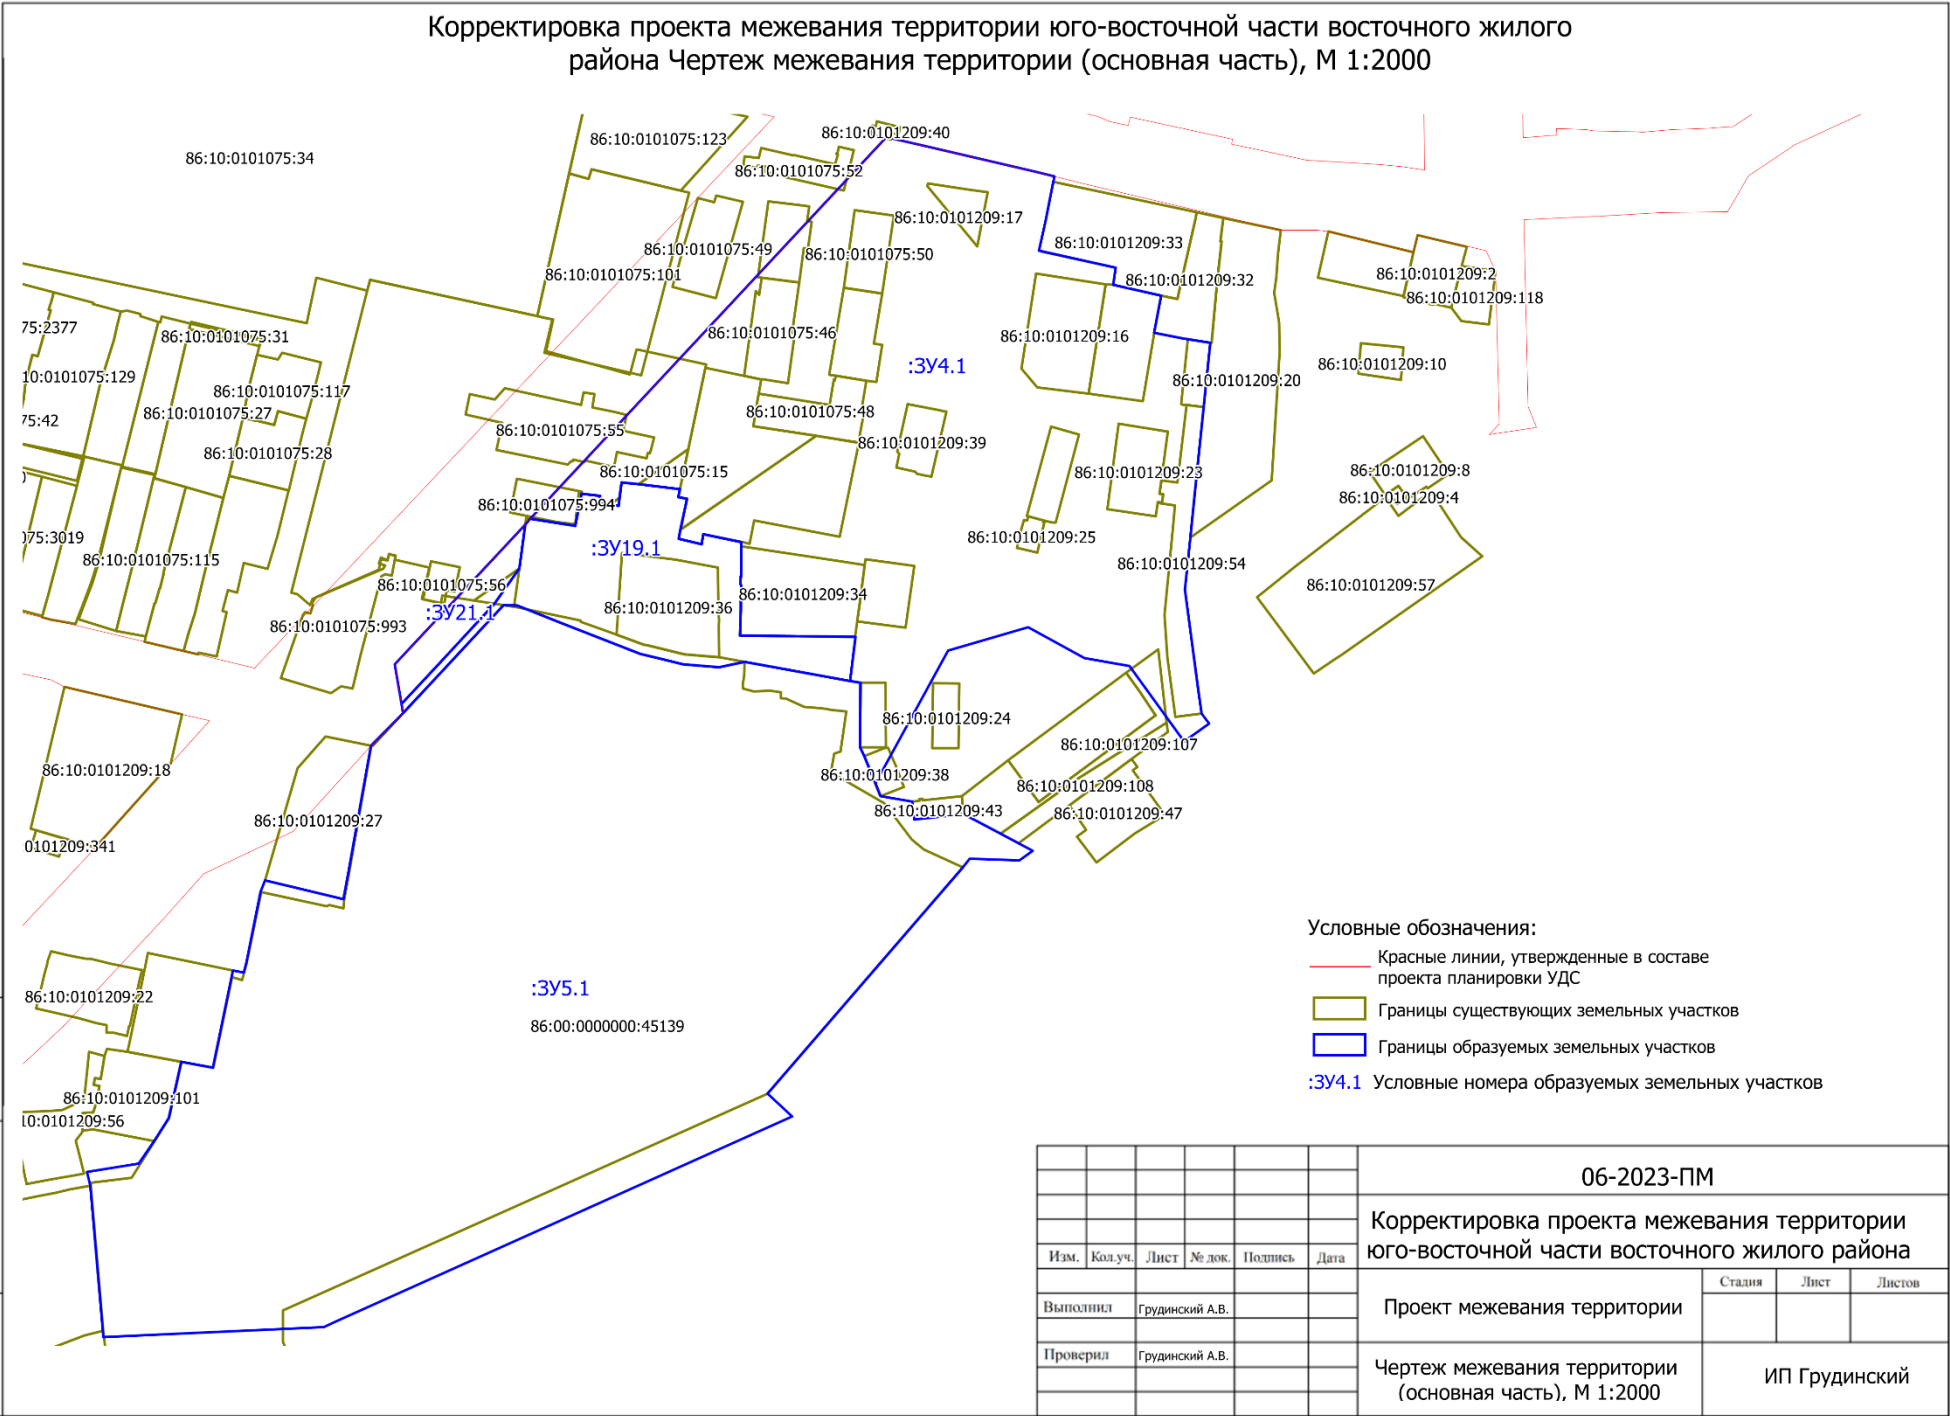 Корректировка проекта межевания территории юго-восточной части восточного жилого
района Чертеж межевания территории (основная часть), М 1:2000
86:10:0101075:34
86:10:0101075:123
86:10:0101209:40
86:10:0101075:52
86:10:0101209:17
86:10:0101075:49
86:10:0101075:50
86:10:0101075:101
86:10:0101209:33
86:10:0101209:32
86:10:0101209:2
86:10:0101209:118
75:2377
86:10:0101075:31
86:10:0101075:46
86:10:0101209:16
:ЗУ4.1
86:10:0101209:10
10:0101075:129
86:10:0101075:117
86:10:0101209:20
75:42
86:10:0101075:27
86:10:0101075:48
86:10:0101075:55
86:10:0101209:39
86:10:0101075:28
86:10:0101075:15
86:10:0101209:23
86:10:0101209:8
86:10:0101209:4
86:10:0101075:994
75:3019
86:10:0101209:25
:ЗУ19.1
86:10:0101075:115
86:10:0101209:54
86:10:0101075:56
86:10:0101209:57
86:10:0101209:34
86:10:0101209:36
:ЗУ21.1
86:10:0101075:993
86:10:0101209:24
86:10:0101209:107
86:10:0101209:18
86:10:0101209:38
86:10:0101209:108
86:10:0101209:43
86:10:0101209:47
86:10:0101209:27
0101209:341
:ЗУ5.1
86:10:0101209:22
86:00:0000000:45139
86:10:0101209:101
10:0101209:56
Условные обозначения:
Красные линии, утвержденные в составе
проекта планировки УДС
Границы существующих земельных участков
Границы образуемых земельных участков
:ЗУ4.1 Условные номера образуемых земельных участков
06-2023-ПМ
Корректировка проекта межевания территории
юго-восточной части восточного жилого района
Изм. Кол.уч. Лист № док. Подпись Дата
Стадия Лист Листов
Выполнил Грудинский А.В.
Проект межевания территории
Проверил Грудинский А.В.
Чертеж межевания территории
(основная часть), М 1:2000
ИП Грудинский